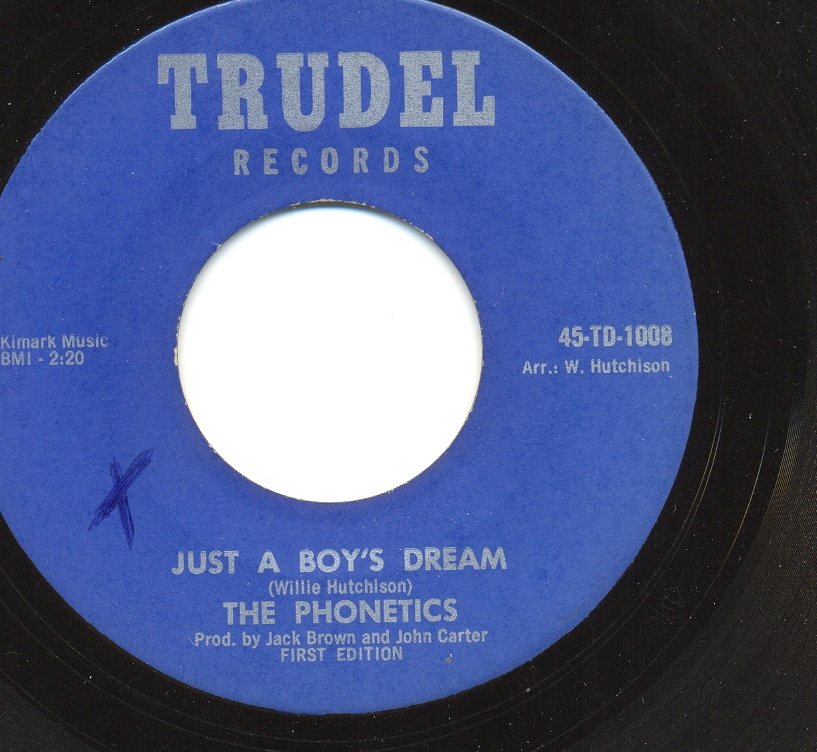 TRUDEL
RECORDS
Kimark Music
BMI - 2:20
45-TD-1008
Arr.: W. Hutchison
X
JUST A BOY'S DREAM
(Willie Hutchison)
THE PHONETICS
Prod. by Jack Brown and John Carter
FIRST EDITION